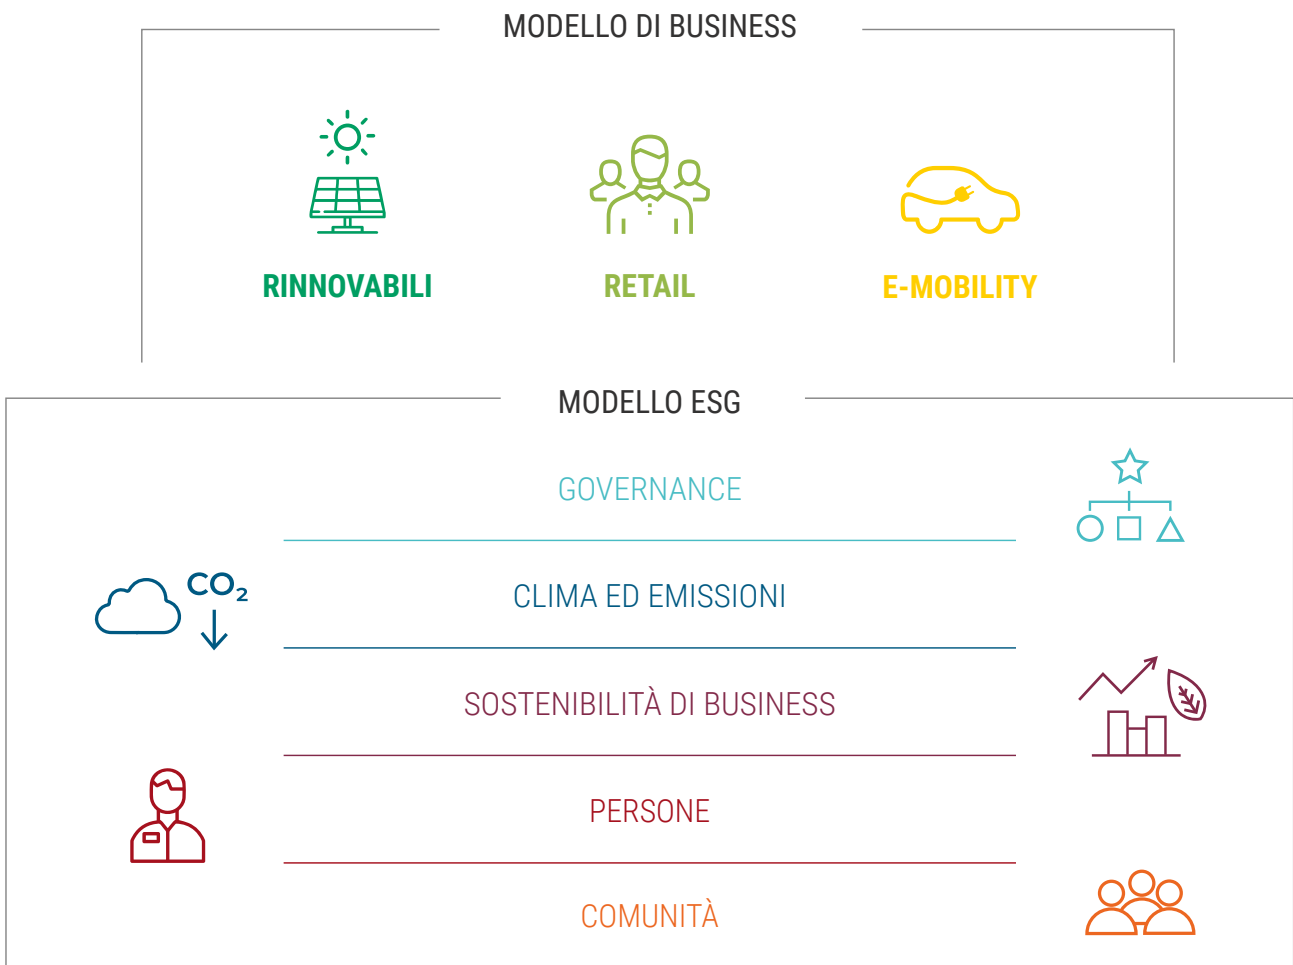 MODELLO DI BUSINESS
RINNOVABILI
RETAIL
E-MOBILITY
MODELLO ESG
GOVERNANCE
CO₂
CLIMA ED EMISSIONI
SOSTENIBILITÀ DI BUSINESS
PERSONE
COMUNITÀ